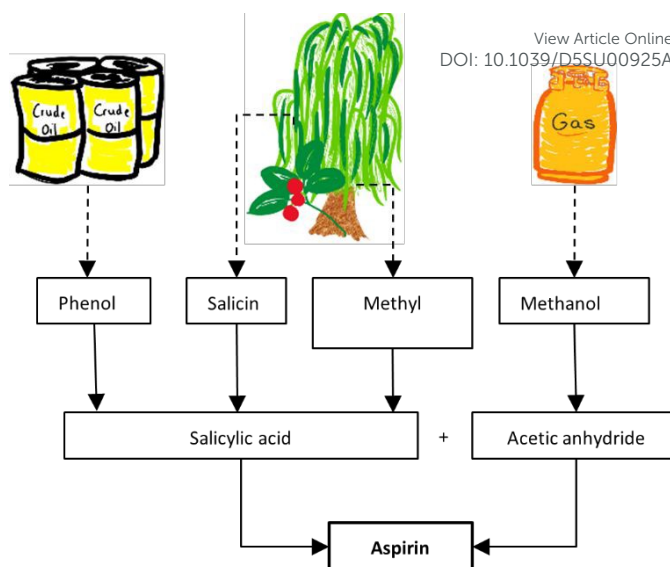 View Article Online
DOI: 10.1039/D5SU00925A
Crude
Oil
Crude
Oil
Gas
Phenol
Salicin
Methyl
Methanol
Salicylic acid
+
Acetic anhydride
Aspirin